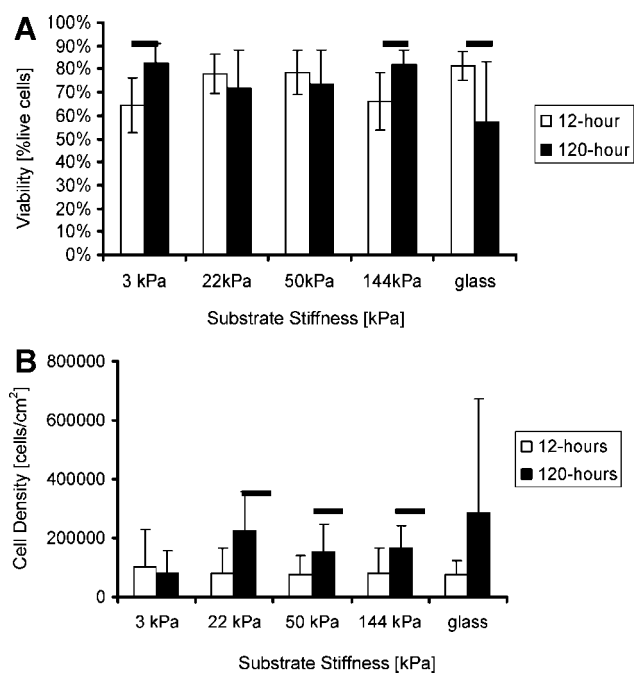 A
100%
90%
80%
70%
60%
50%
40%
30%
20%
10%
0%
Viability [%live cells]
3 kPa 22kPa 50kPa 144kPa glass
Substrate Stiffness [kPa]
12-hour
120-hour
B
800000
600000
400000
200000
0
Cell Density [cells/cm²]
3 kPa 22 kPa 50 kPa 144 kPa glass
Substrate Stiffness [kPa]
12-hours
120-hours